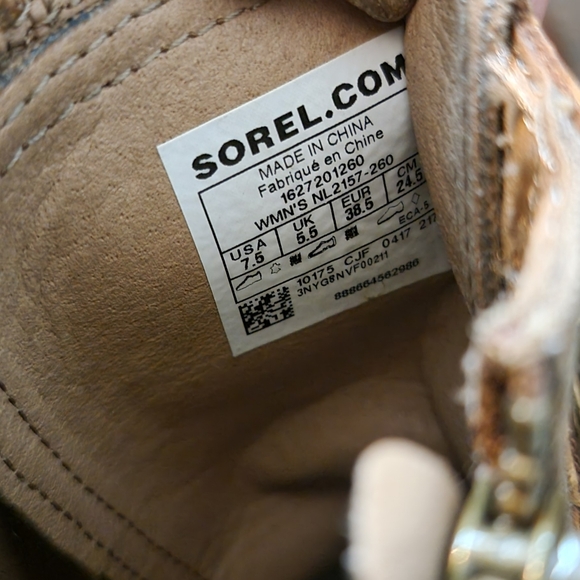 SOREL.COM
MADE IN CHINA
Fabriqué en Chine
1627201260
WMN'S NL2157-260
USA UK EUR CM
7.5 5.5 38.5 24.5
ECA-S
10175 CJF 0417 217
3NYG8NVF00211
888664562986